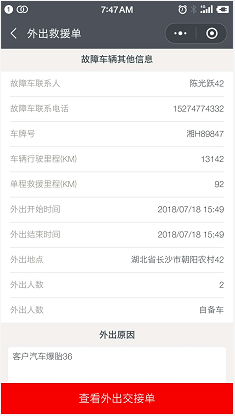 7:47AM
外出救援单
故障车辆其他信息
故障车联系人 陈光跃42
故障车联系电话 15274774332
车牌号 湘H89847
车辆行驶里程(KM) 13142
单程救援里程(KM) 92
外出开始时间 2018/07/18 15:49
外出结束时间 2018/07/18 15:49
外出地点 湖北省长沙市朝阳农村42
外出人数 2
外出人数 自备车
外出原因
客户汽车爆胎36
查看外出交接单